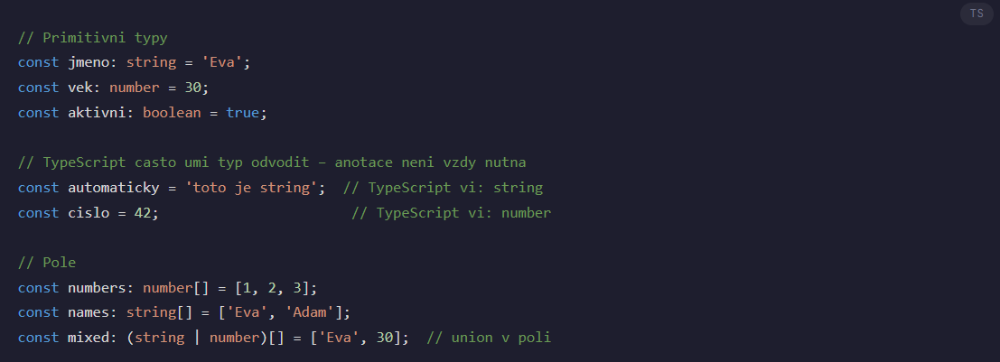 TS
// Primitivni typy
const jmeno: string = 'Eva';
const vek: number = 30;
const aktivni: boolean = true;
// TypeScript casto umi typ odvodit – anotace neni vzdy nutna
const automaticky = 'toto je string';  // TypeScript vi: string
const cislo = 42;                       // TypeScript vi: number
// Pole
const numbers: number[] = [1, 2, 3];
const names: string[] = ['Eva', 'Adam'];
const mixed: (string | number)[] = ['Eva', 30];  // union v poli